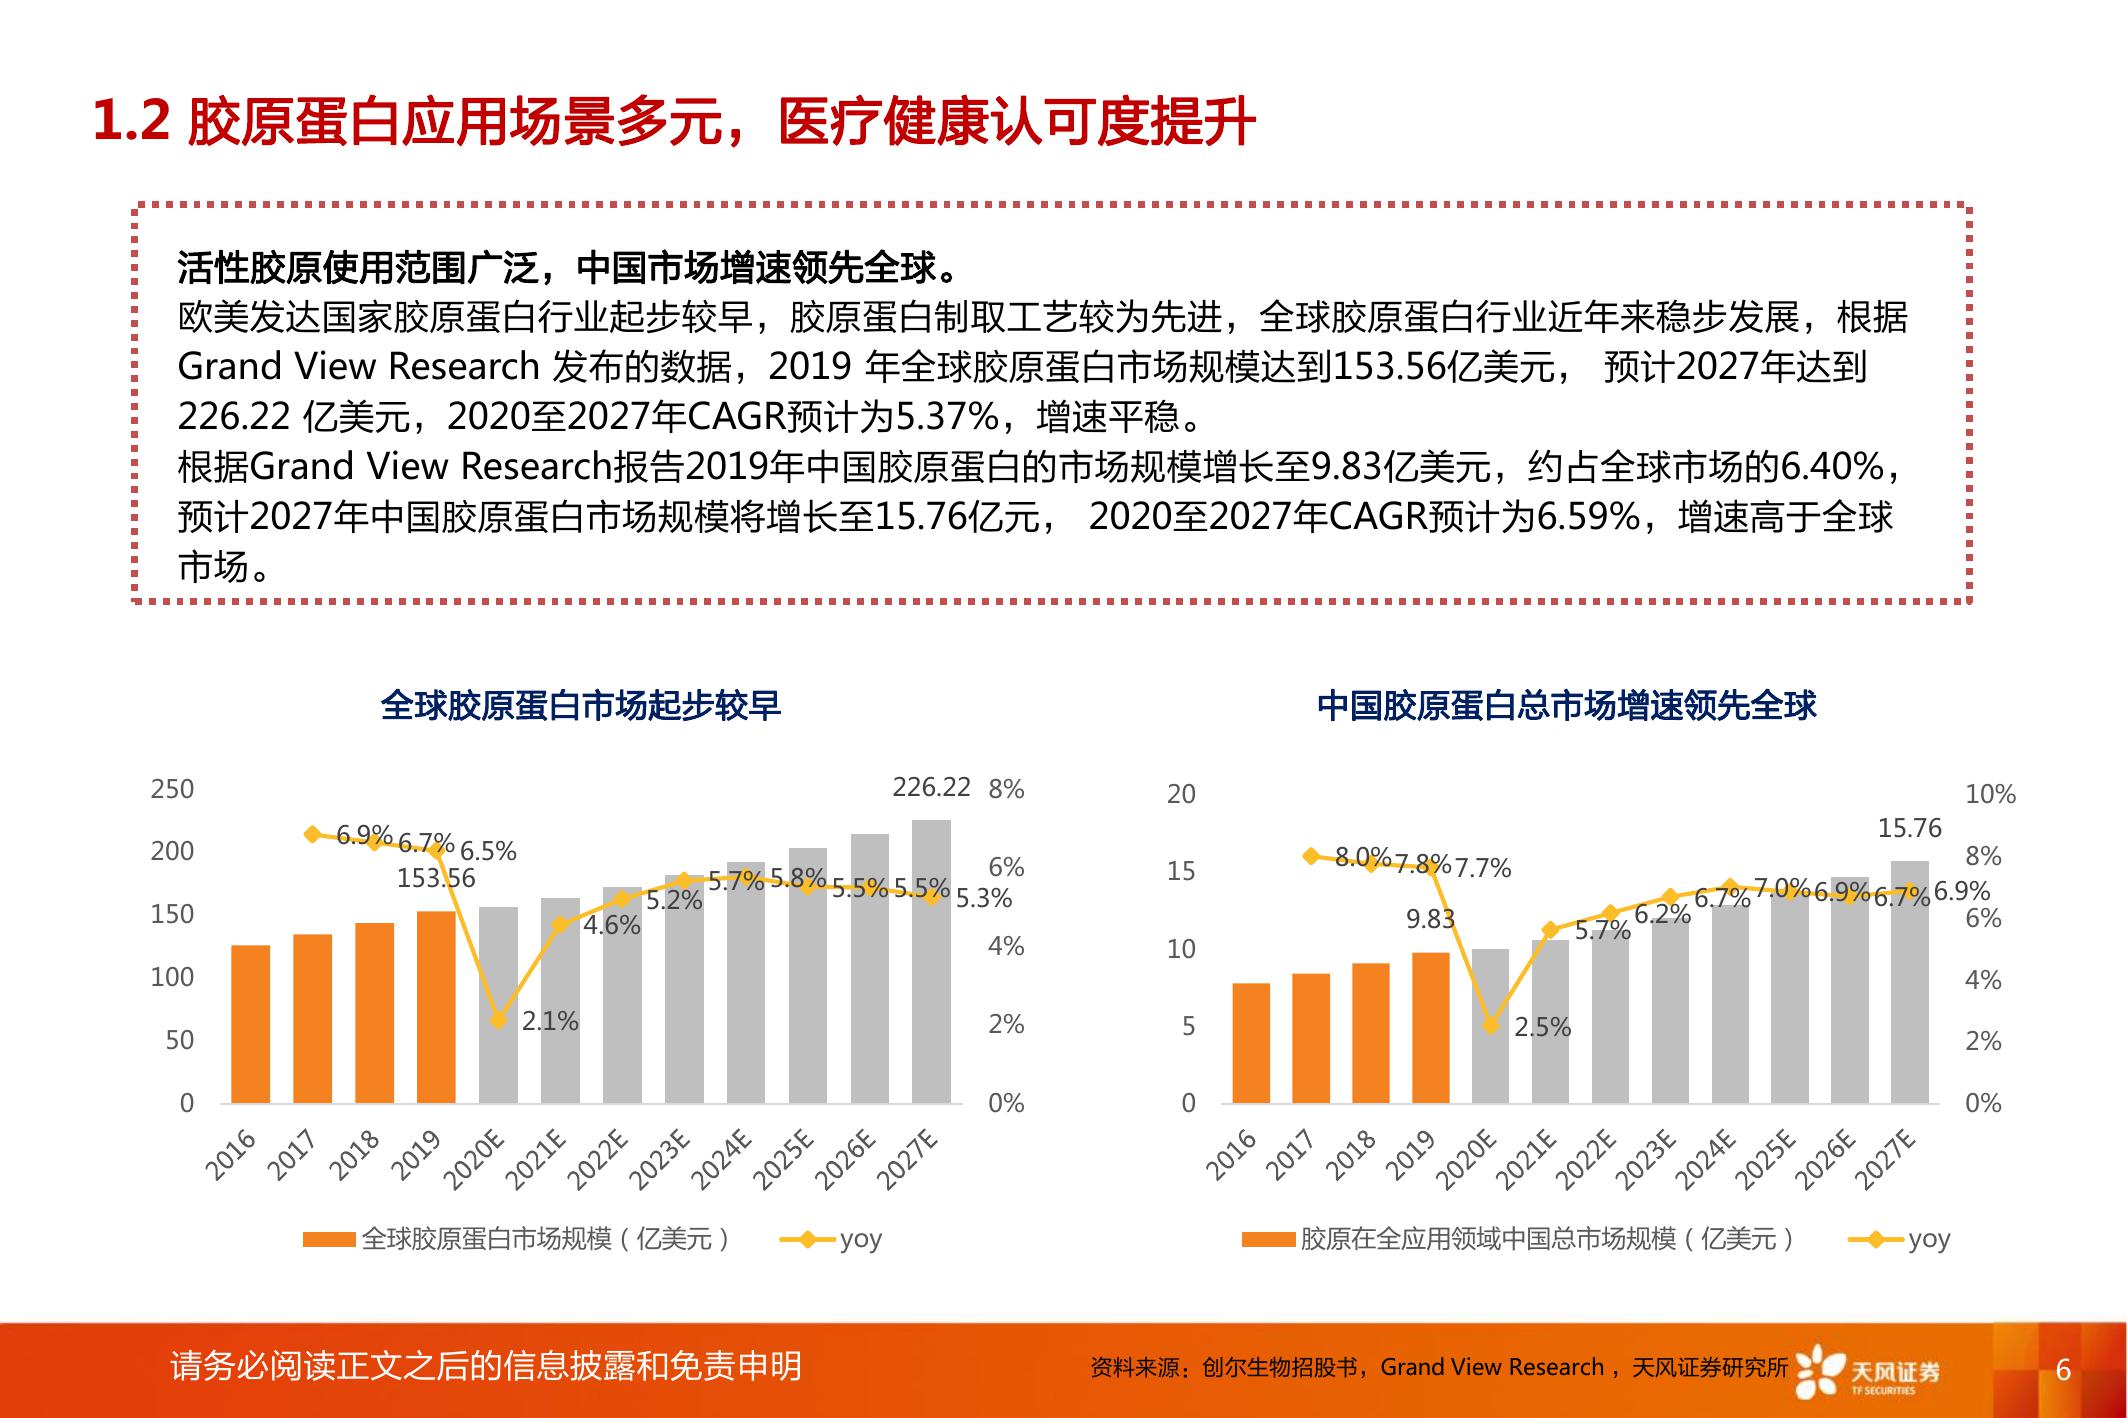 1.2 胶原蛋白应用场景多元，医疗健康认可度提升
活性胶原使用范围广泛，中国市场增速领先全球。
欧美发达国家胶原蛋白行业起步较早，胶原蛋白制取工艺较为先进，全球胶原蛋白行业近年来稳步发展，根据
Grand View Research 发布的数据，2019 年全球胶原蛋白市场规模达到153.56亿美元， 预计2027年达到
226.22 亿美元，2020至2027年CAGR预计为5.37%，增速平稳。
根据Grand View Research报告2019年中国胶原蛋白的市场规模增长至9.83亿美元，约占全球市场的6.40%，
预计2027年中国胶原蛋白市场规模将增长至15.76亿元， 2020至2027年CAGR预计为6.59%，增速高于全球
市场。
全球胶原蛋白市场起步较早
250
200
150
100
50
0
8%
6%
4%
2%
0%
226.22
153.56
6.9%
6.7%
6.5%
2.1%
4.6%
5.2%
5.7%
5.8%
5.5%
5.5%
5.3%
2016
2017
2018
2019
2020E
2021E
2022E
2023E
2024E
2025E
2026E
2027E
全球胶原蛋白市场规模（亿美元）
yoy
中国胶原蛋白总市场增速领先全球
20
15
10
5
0
10%
8%
6%
4%
2%
0%
15.76
9.83
8.0%
7.8%
7.7%
2.5%
5.7%
6.2%
6.7%
7.0%
6.9%
6.7%
6.9%
2016
2017
2018
2019
2020E
2021E
2022E
2023E
2024E
2025E
2026E
2027E
胶原在全应用领域中国总市场规模（亿美元）
yoy
请务必阅读正文之后的信息披露和免责申明
资料来源：创尔生物招股书，Grand View Research ，天风证券研究所
天风证券
TF SECURITIES
6